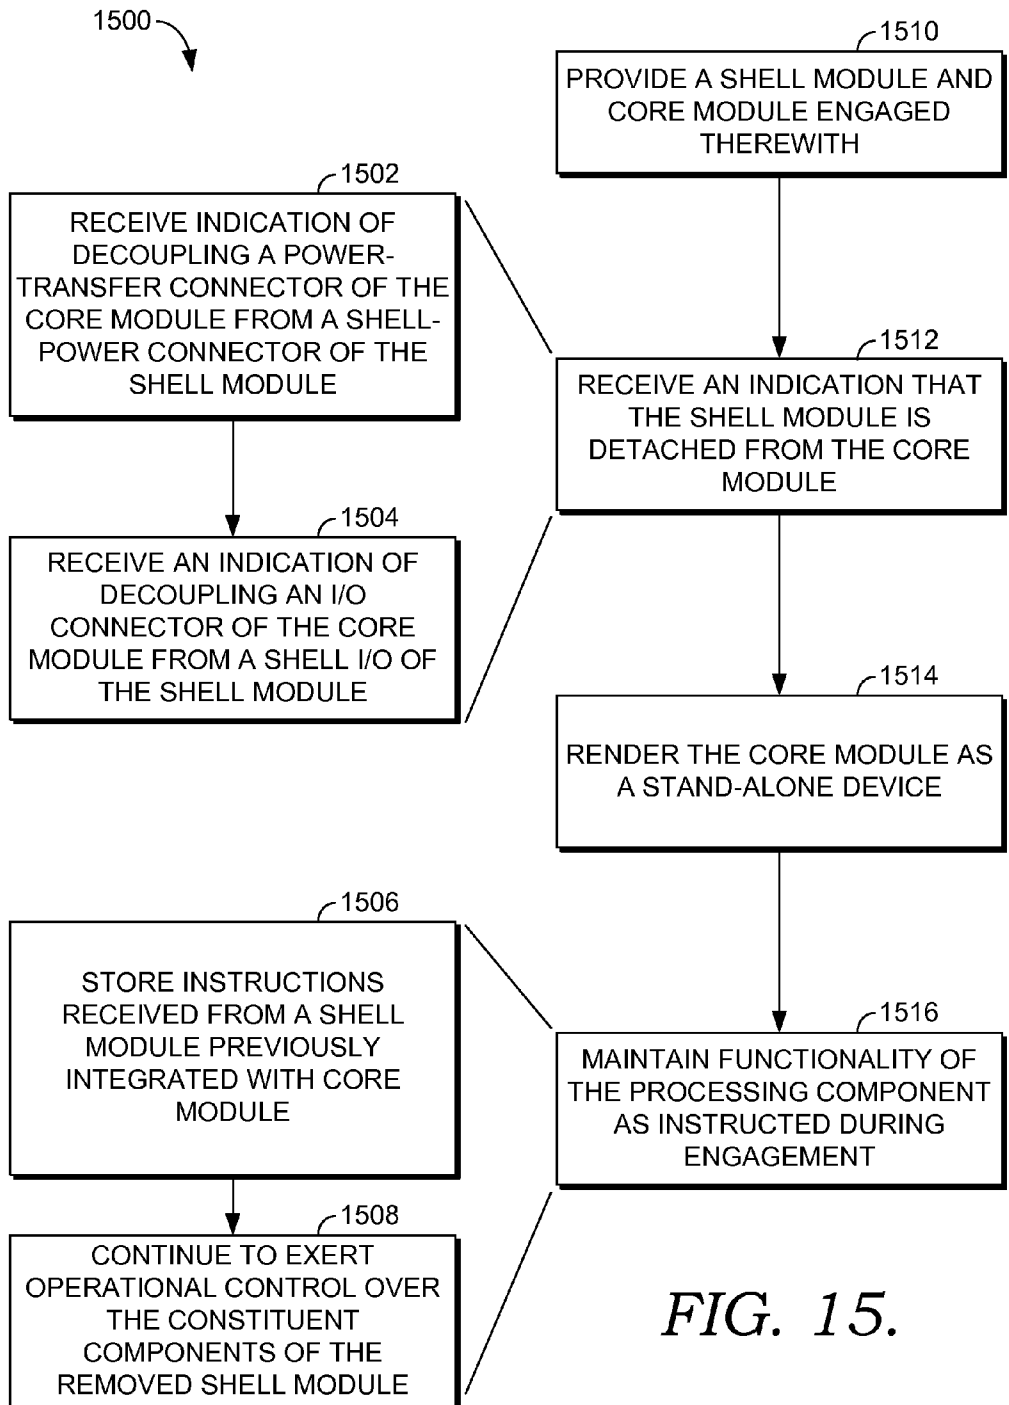 1500
1510
PROVIDE A SHELL MODULE AND
CORE MODULE ENGAGED
THEREWITH
1502
RECEIVE INDICATION OF
DECOUPLING A POWER-
TRANSFER CONNECTOR OF THE
CORE MODULE FROM A SHELL-
POWER CONNECTOR OF THE
SHELL MODULE
1512
RECEIVE AN INDICATION THAT
THE SHELL MODULE IS
DETACHED FROM THE CORE
MODULE
1504
RECEIVE AN INDICATION OF
DECOUPLING AN I/O
CONNECTOR OF THE CORE
MODULE FROM A SHELL I/O OF
THE SHELL MODULE
1514
RENDER THE CORE MODULE AS
A STAND-ALONE DEVICE
1506
STORE INSTRUCTIONS
RECEIVED FROM A SHELL
MODULE PREVIOUSLY
INTEGRATED WITH CORE
MODULE
1516
MAINTAIN FUNCTIONALITY OF
THE PROCESSING COMPONENT
AS INSTRUCTED DURING
ENGAGEMENT
1508
CONTINUE TO EXERT
OPERATIONAL CONTROL OVER
THE CONSTITUENT
COMPONENTS OF THE
REMOVED SHELL MODULE
FIG. 15.